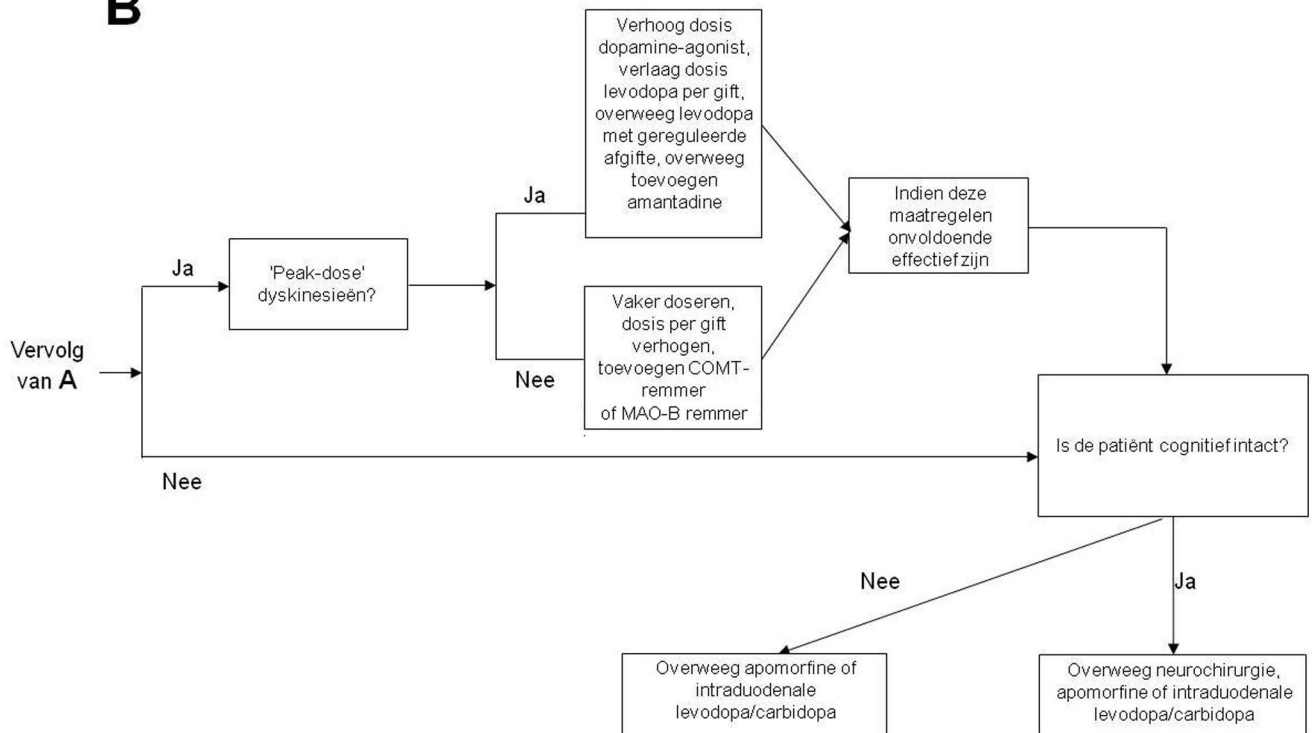 B
Verhoog dosis
dopamine-agonist,
verlaag dosis
levodopa per gift,
overweeg levodopa
met gereguleerde
afgifte, overweeg
toevoegen
amantadine
Ja
Indien deze
maatregelen
onvoldoende
effectief zijn
Ja
'Peak-dose'
dyskinesieën?
Vaker doseren,
dosis per gift
verhogen,
toevoegen COMT-
remmer
of MAO-B remmer
Nee
Vervolg
van A
Nee
Is de patiënt cognitief intact?
Nee
Ja
Overweeg apomorfine of
intraduodenale
levodopa/carbidopa
Overweeg neurochirurgie,
apomorfine of intraduodenale
levodopa/carbidopa